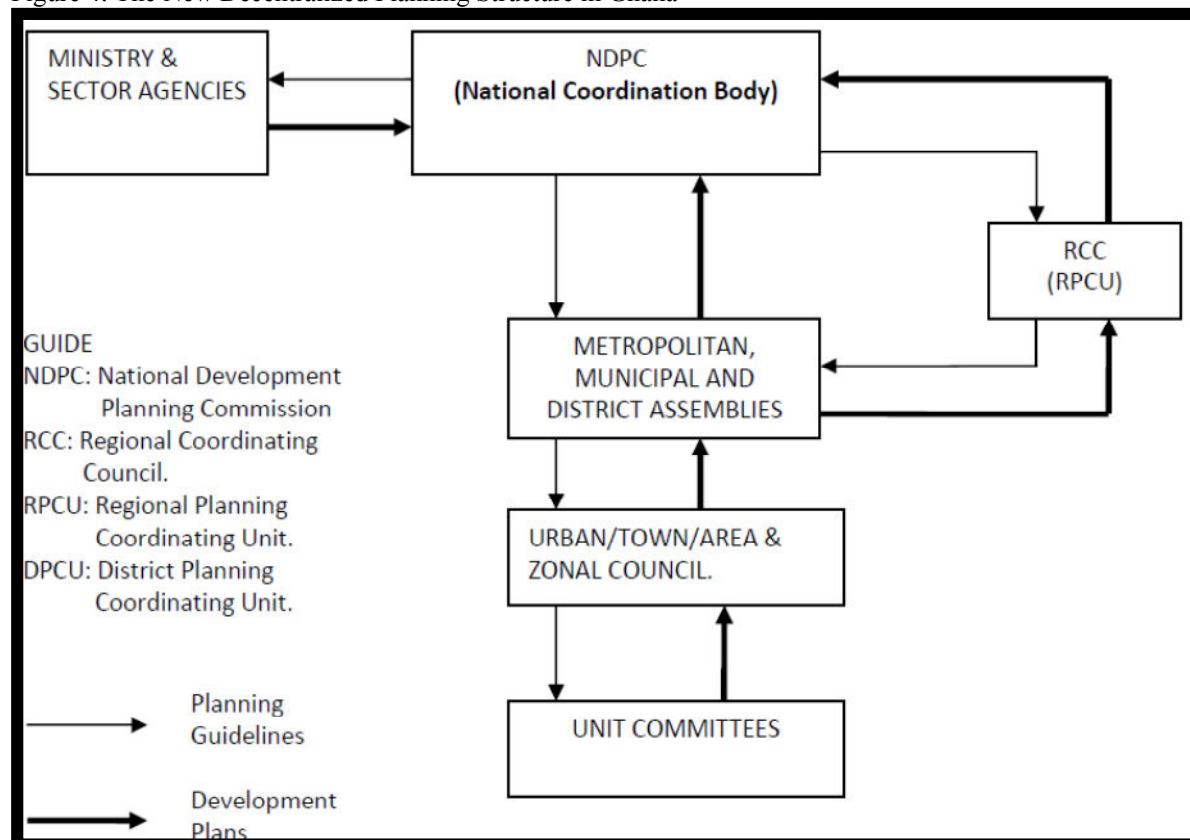 Figure 4: The New Decentralized Planning Structure in Ghana
MINISTRY &
SECTOR AGENCIES
NDPC
(National Coordination Body)
RCC
(RPCU)
METROPOLITAN,
MUNICIPAL AND
DISTRICT ASSEMBLIES
URBAN/TOWN/AREA &
ZONAL COUNCIL.
UNIT COMMITTEES
GUIDE
NDPC: National Development
Planning Commission
RCC: Regional Coordinating
Council.
RPCU: Regional Planning
Coordinating Unit.
DPCU: District Planning
Coordinating Unit.
Planning
Guidelines
Development
Plans